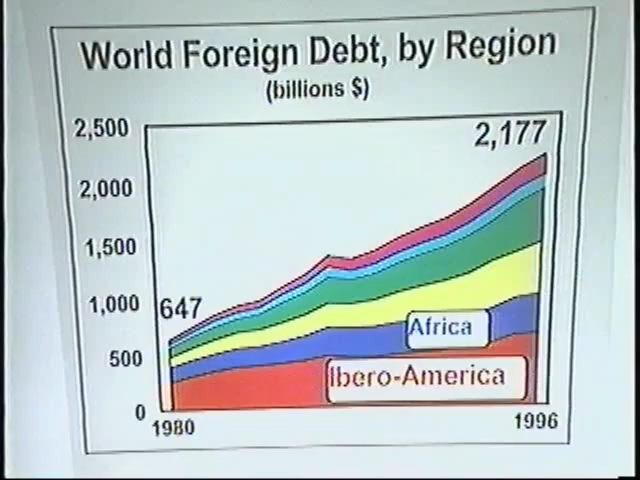 World Foreign Debt, by Region
(billions $)
2,500
2,177
2,000
1,500
1,000
647
Africa
500
Ibero-America
0
1980
1996